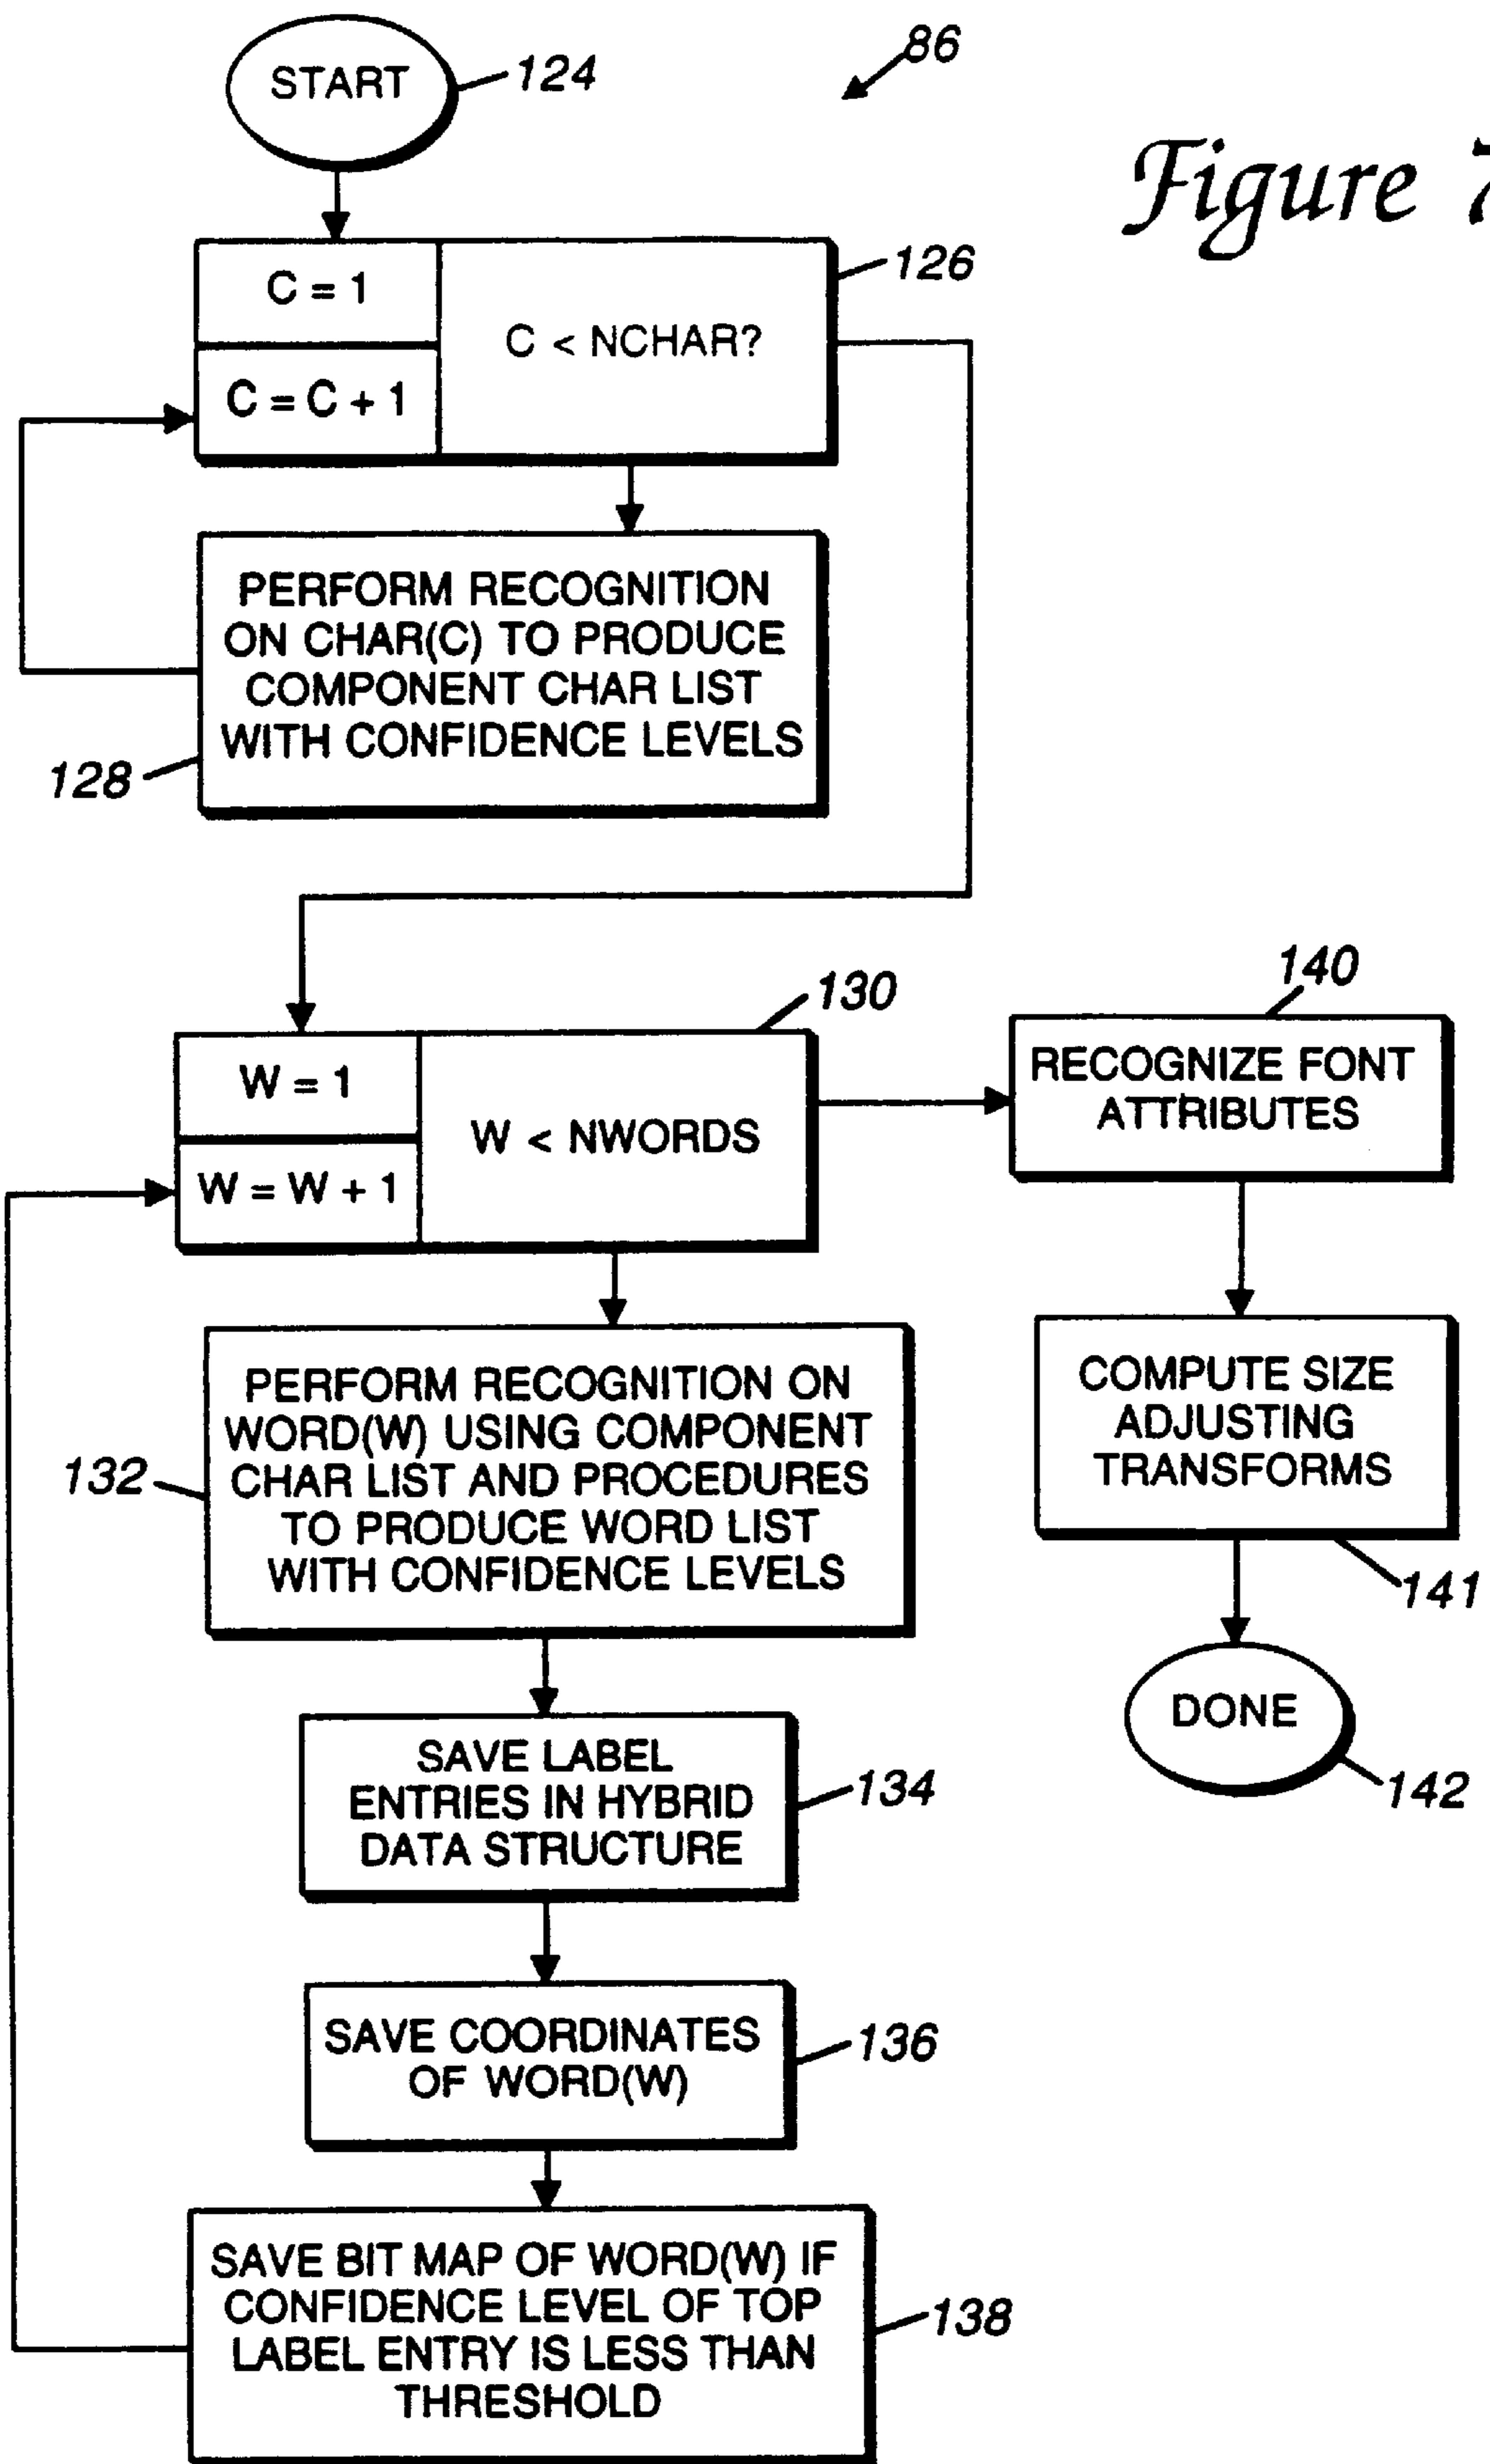 START
124
86
Figure 7
C = 1
C < NCHAR?
126
C = C + 1
PERFORM RECOGNITION
ON CHAR(C) TO PRODUCE
COMPONENT CHAR LIST
WITH CONFIDENCE LEVELS
128
130
W = 1
W < NWORDS
W = W + 1
140
RECOGNIZE FONT
ATTRIBUTES
PERFORM RECOGNITION ON
WORD(W) USING COMPONENT
CHAR LIST AND PROCEDURES
TO PRODUCE WORD LIST
WITH CONFIDENCE LEVELS
132
COMPUTE SIZE
ADJUSTING
TRANSFORMS
141
DONE
142
SAVE LABEL
ENTRIES IN HYBRID
DATA STRUCTURE
134
SAVE COORDINATES
OF WORD(W)
136
SAVE BIT MAP OF WORD(W) IF
CONFIDENCE LEVEL OF TOP
LABEL ENTRY IS LESS THAN
THRESHOLD
138